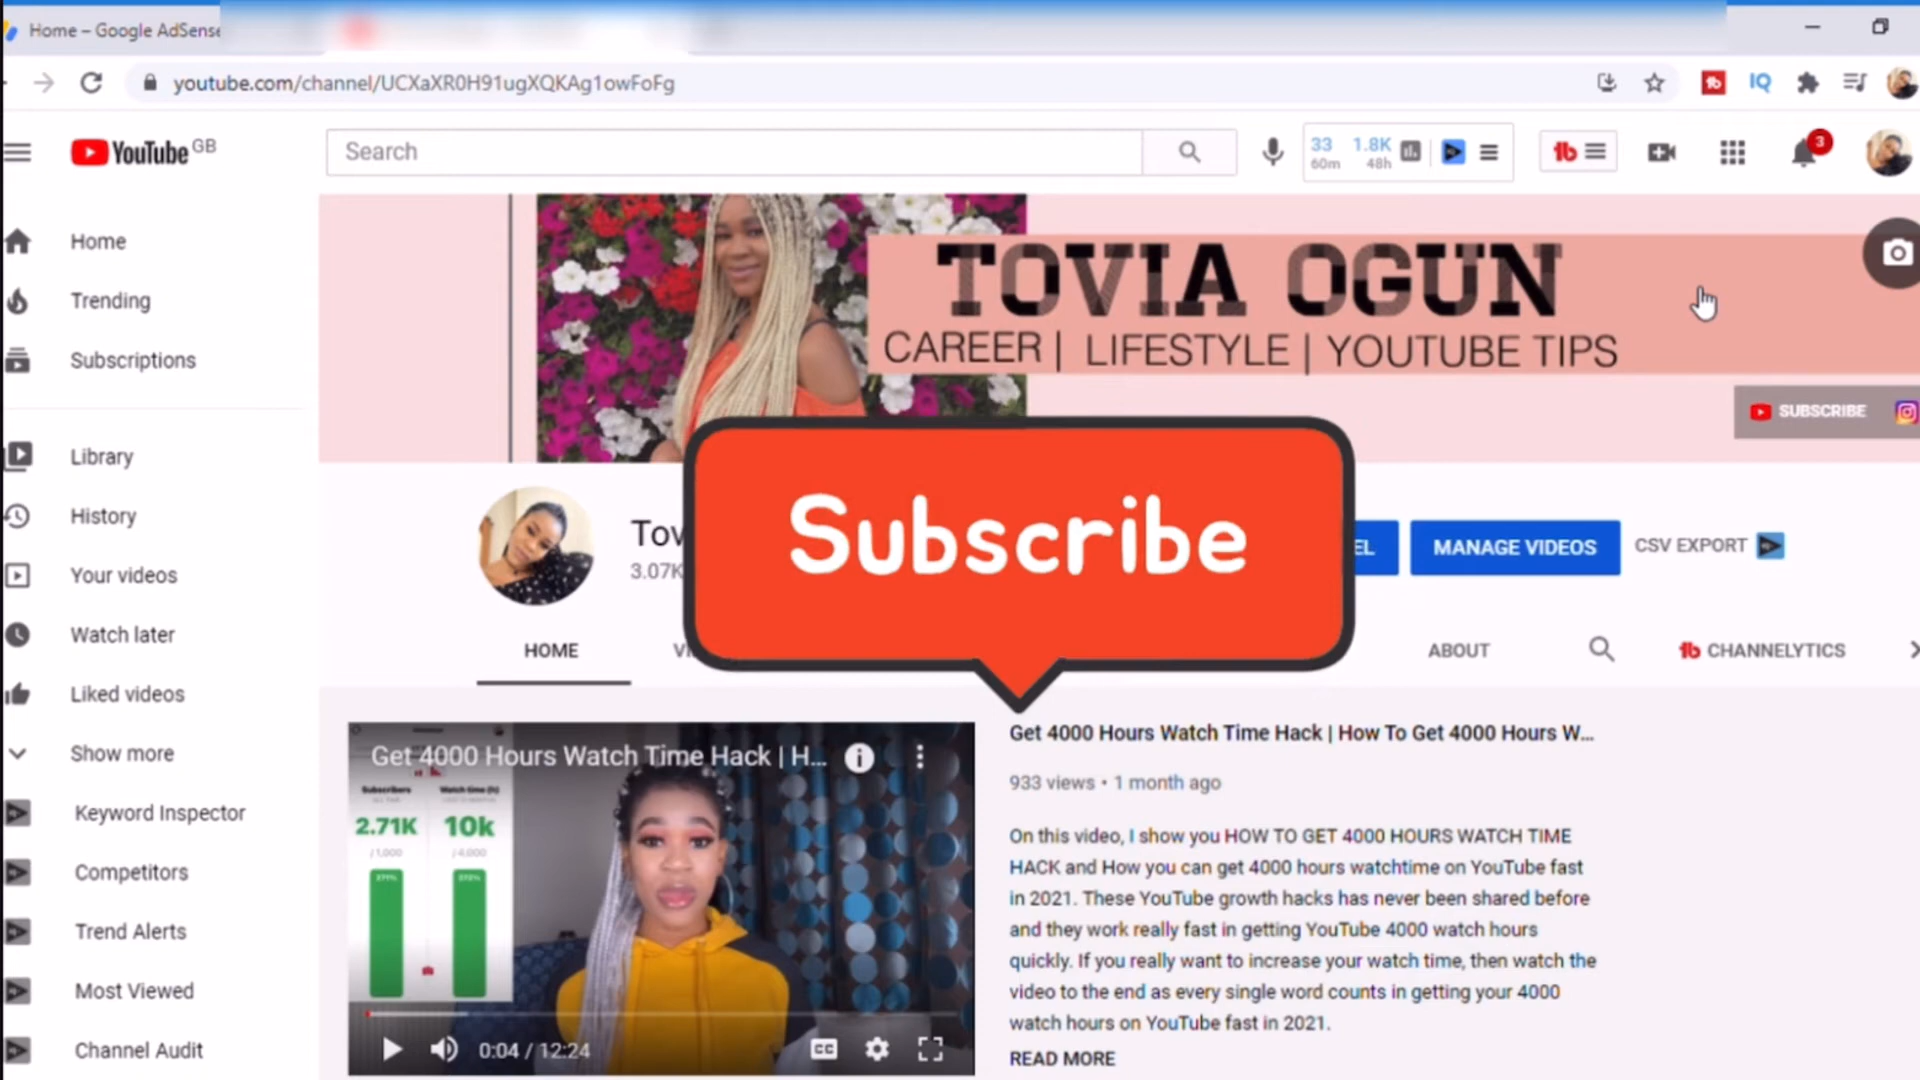 Home – Google AdSense
youtube.com/channel/UCXaXR0H91ugXQKAg1owFoFg
YouTube GB
Search
33 60m
1.8K 48h
3
Home
Trending
Subscriptions
Library
History
Your videos
Watch later
Liked videos
Show more
Keyword Inspector
Competitors
Trend Alerts
Most Viewed
Channel Audit
TOVIA OGUN
CAREER | LIFESTYLE | YOUTUBE TIPS
SUBSCRIBE
Tov
3.07K
Subscribe
EL
MANAGE VIDEOS
CSV EXPORT
HOME
ABOUT
CHANNELYTICS
Get 4000 Hours Watch Time Hack | H...
Subscribers
Watch time (h)
2.71K
10k
/ 1,000
/ 4,000
271%
0:04 / 12:24
Get 4000 Hours Watch Time Hack | How To Get 4000 Hours W...
933 views • 1 month ago
On this video, I show you HOW TO GET 4000 HOURS WATCH TIME
HACK and How you can get 4000 hours watchtime on YouTube fast
in 2021. These YouTube growth hacks has never been shared before
and they work really fast in getting YouTube 4000 watch hours
quickly. If you really want to increase your watch time, then watch the
video to the end as every single word counts in getting your 4000
watch hours on YouTube fast in 2021.
READ MORE